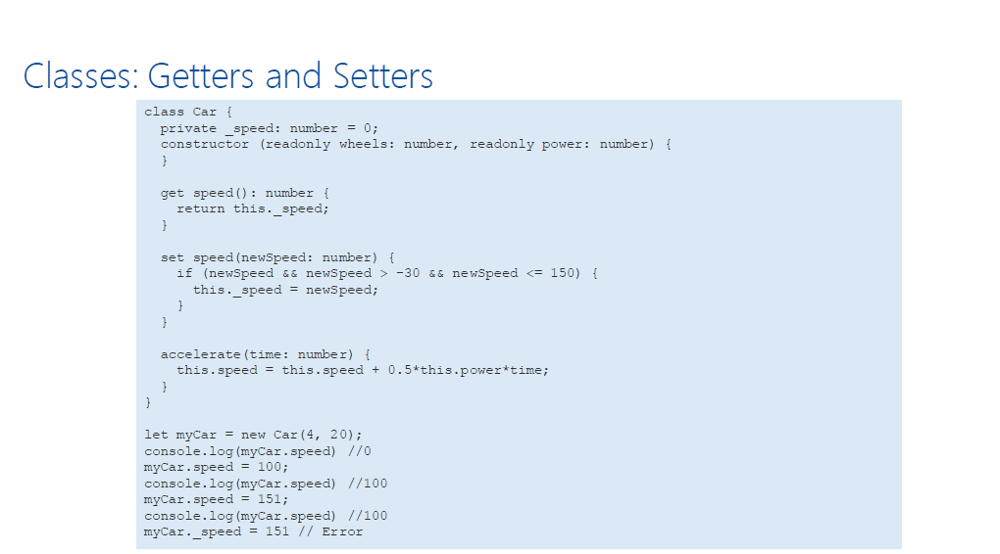 Classes: Getters and Setters
class Car {
private _speed: number = 0;
constructor (readonly wheels: number, readonly power: number) {
}
get speed(): number {
return this._speed;
}
set speed(newSpeed: number) {
if (newSpeed && newSpeed > -30 && newSpeed <= 150) {
this._speed = newSpeed;
}
}
accelerate(time: number) {
this.speed = this.speed + 0.5*this.power*time;
}
}
let myCar = new Car(4, 20);
console.log(myCar.speed) //0
myCar.speed = 100;
console.log(myCar.speed) //100
myCar.speed = 151;
console.log(myCar.speed) //100
myCar._speed = 151 // Error